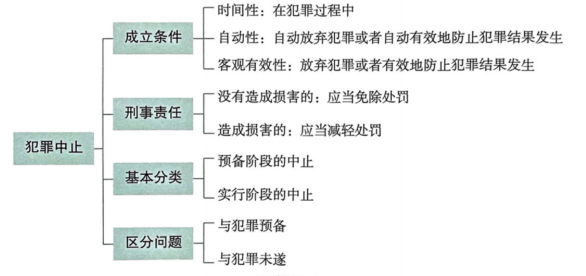 犯罪中止
成立条件
时间性：在犯罪过程中
自动性：自动放弃犯罪或者自动有效地防止犯罪结果发生
客观有效性：放弃犯罪或者有效地防止犯罪结果发生
刑事责任
没有造成损害的：应当免除处罚
造成损害的：应当减轻处罚
基本分类
预备阶段的中止
实行阶段的中止
区分问题
与犯罪预备
与犯罪未遂